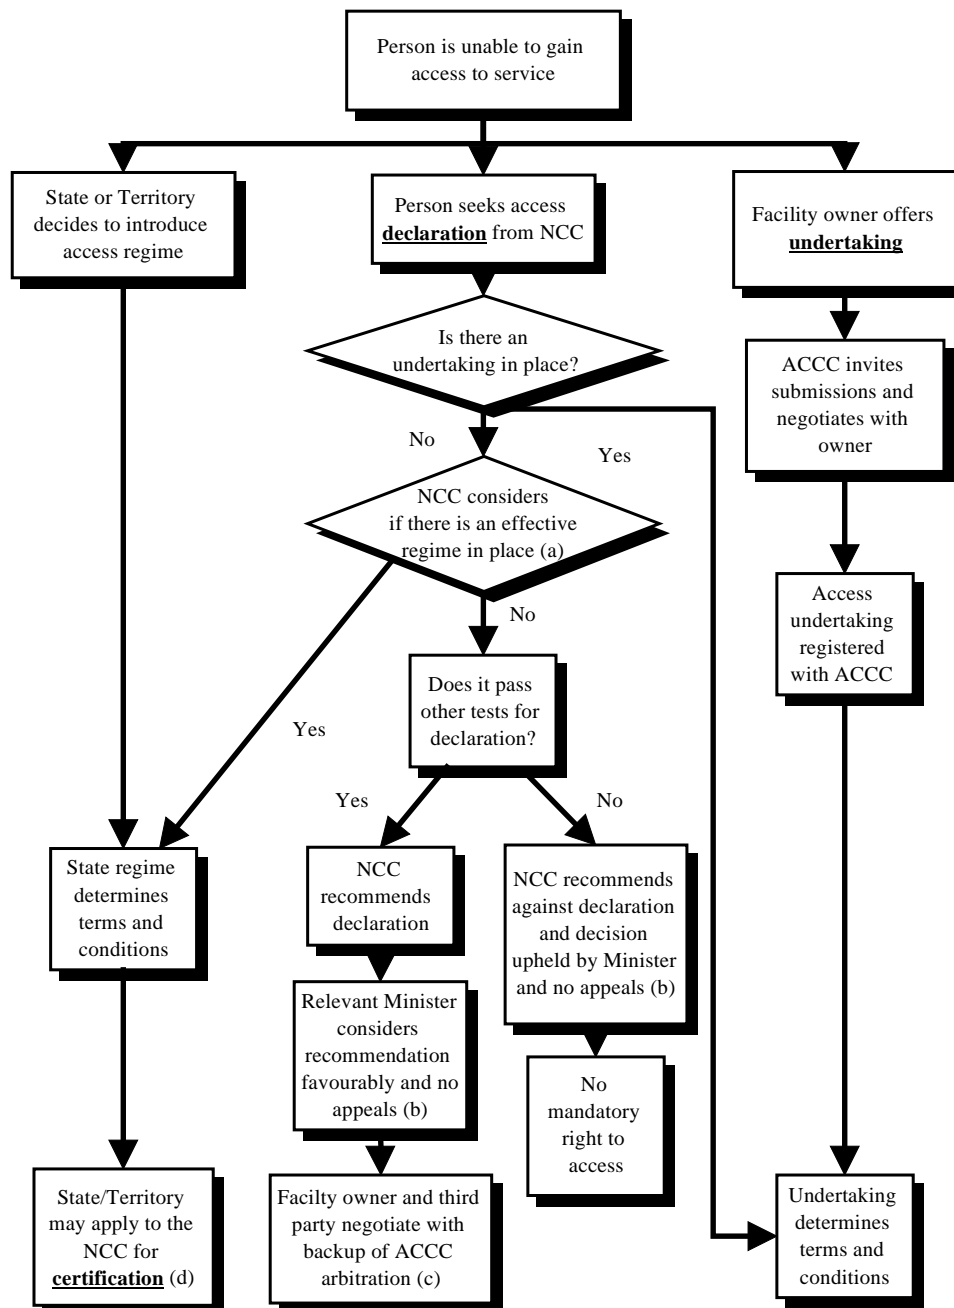 Person is unable to gain
access to service
State or Territory
decides to introduce
access regime
Person seeks access
declaration from NCC
Facility owner offers
undertaking
Is there an
undertaking in place?
ACCC invites
submissions and
negotiates with
owner
No
Yes
NCC considers
if there is an effective
regime in place (a)
No
Yes
Access
undertaking
registered
with ACCC
Does it pass
other tests for
declaration?
Yes
No
State regime
determines
terms and
conditions
NCC
recommends
declaration
NCC recommends
against declaration
and decision
upheld by Minister
and no appeals (b)
Relevant Minister
considers
recommendation
favourably and no
appeals (b)
No
mandatory
right to
access
State/Territory
may apply to the
NCC for
certification (d)
Facilty owner and third
party negotiate with
backup of ACCC
arbitration (c)
Undertaking
determines
terms and
conditions